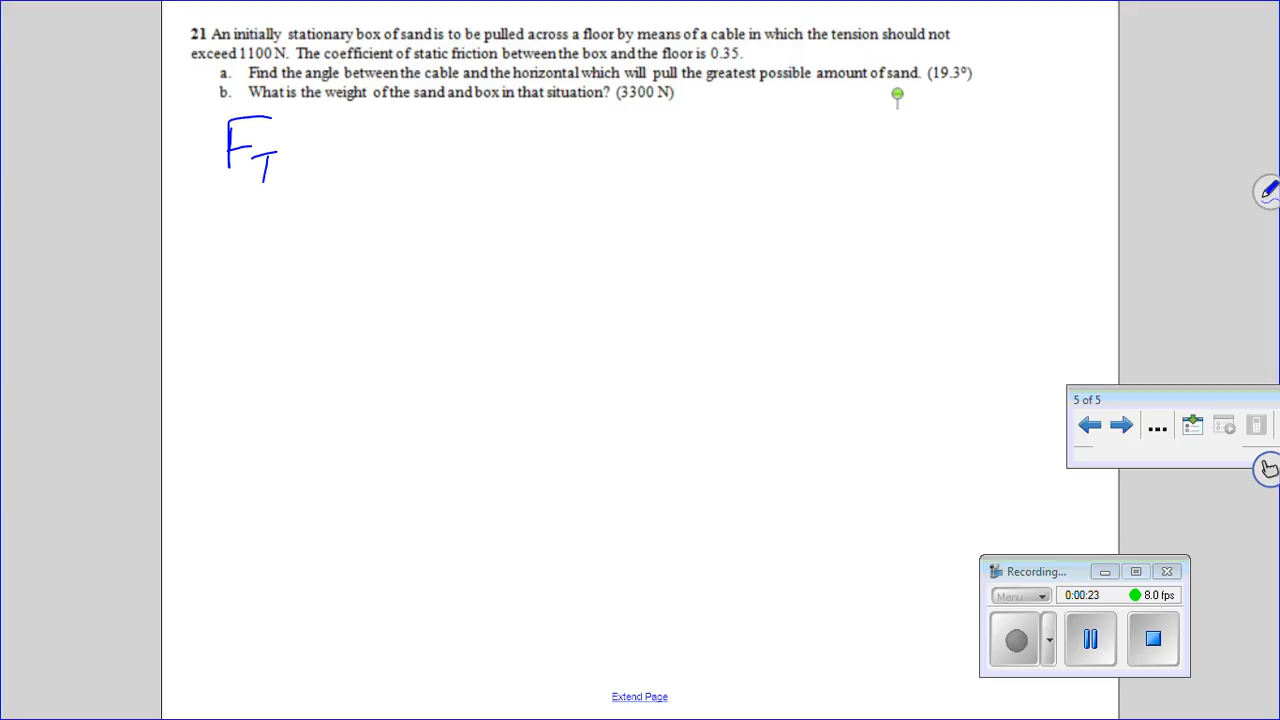 21 An initially stationary box of sand is to be pulled across a floor by means of a cable in which the tension should not
exceed 1100 N. The coefficient of static friction between the box and the floor is 0.35.
a. Find the angle between the cable and the horizontal which will pull the greatest possible amount of sand. (19.3º)
b. What is the weight of the sand and box in that situation? (3300 N)
F_T
5 of 5
...
Recording...
Menu
0:00:23
8.0 fps
Extend Page